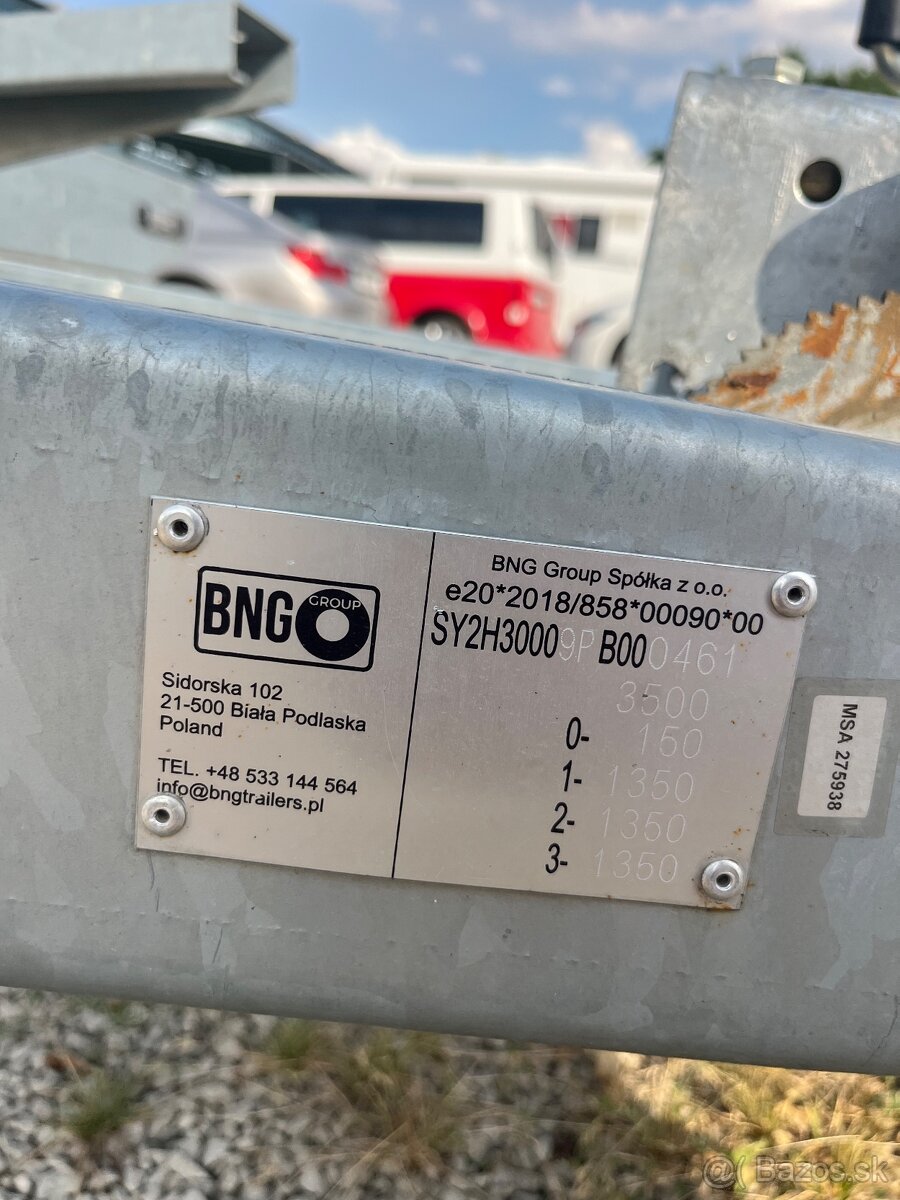 BNG GROUP
Sidorska 102
21-500 Biała Podlaska
Poland
TEL. +48 533 144 564
info@bngtrailers.pl
BNG Group Spółka z o.o.
e20*2018/858*00090*00
SY2H30009PB000461
3500
0- 150
1- 1350
2- 1350
3- 1350
MSA 275938
@( Bazos.sk